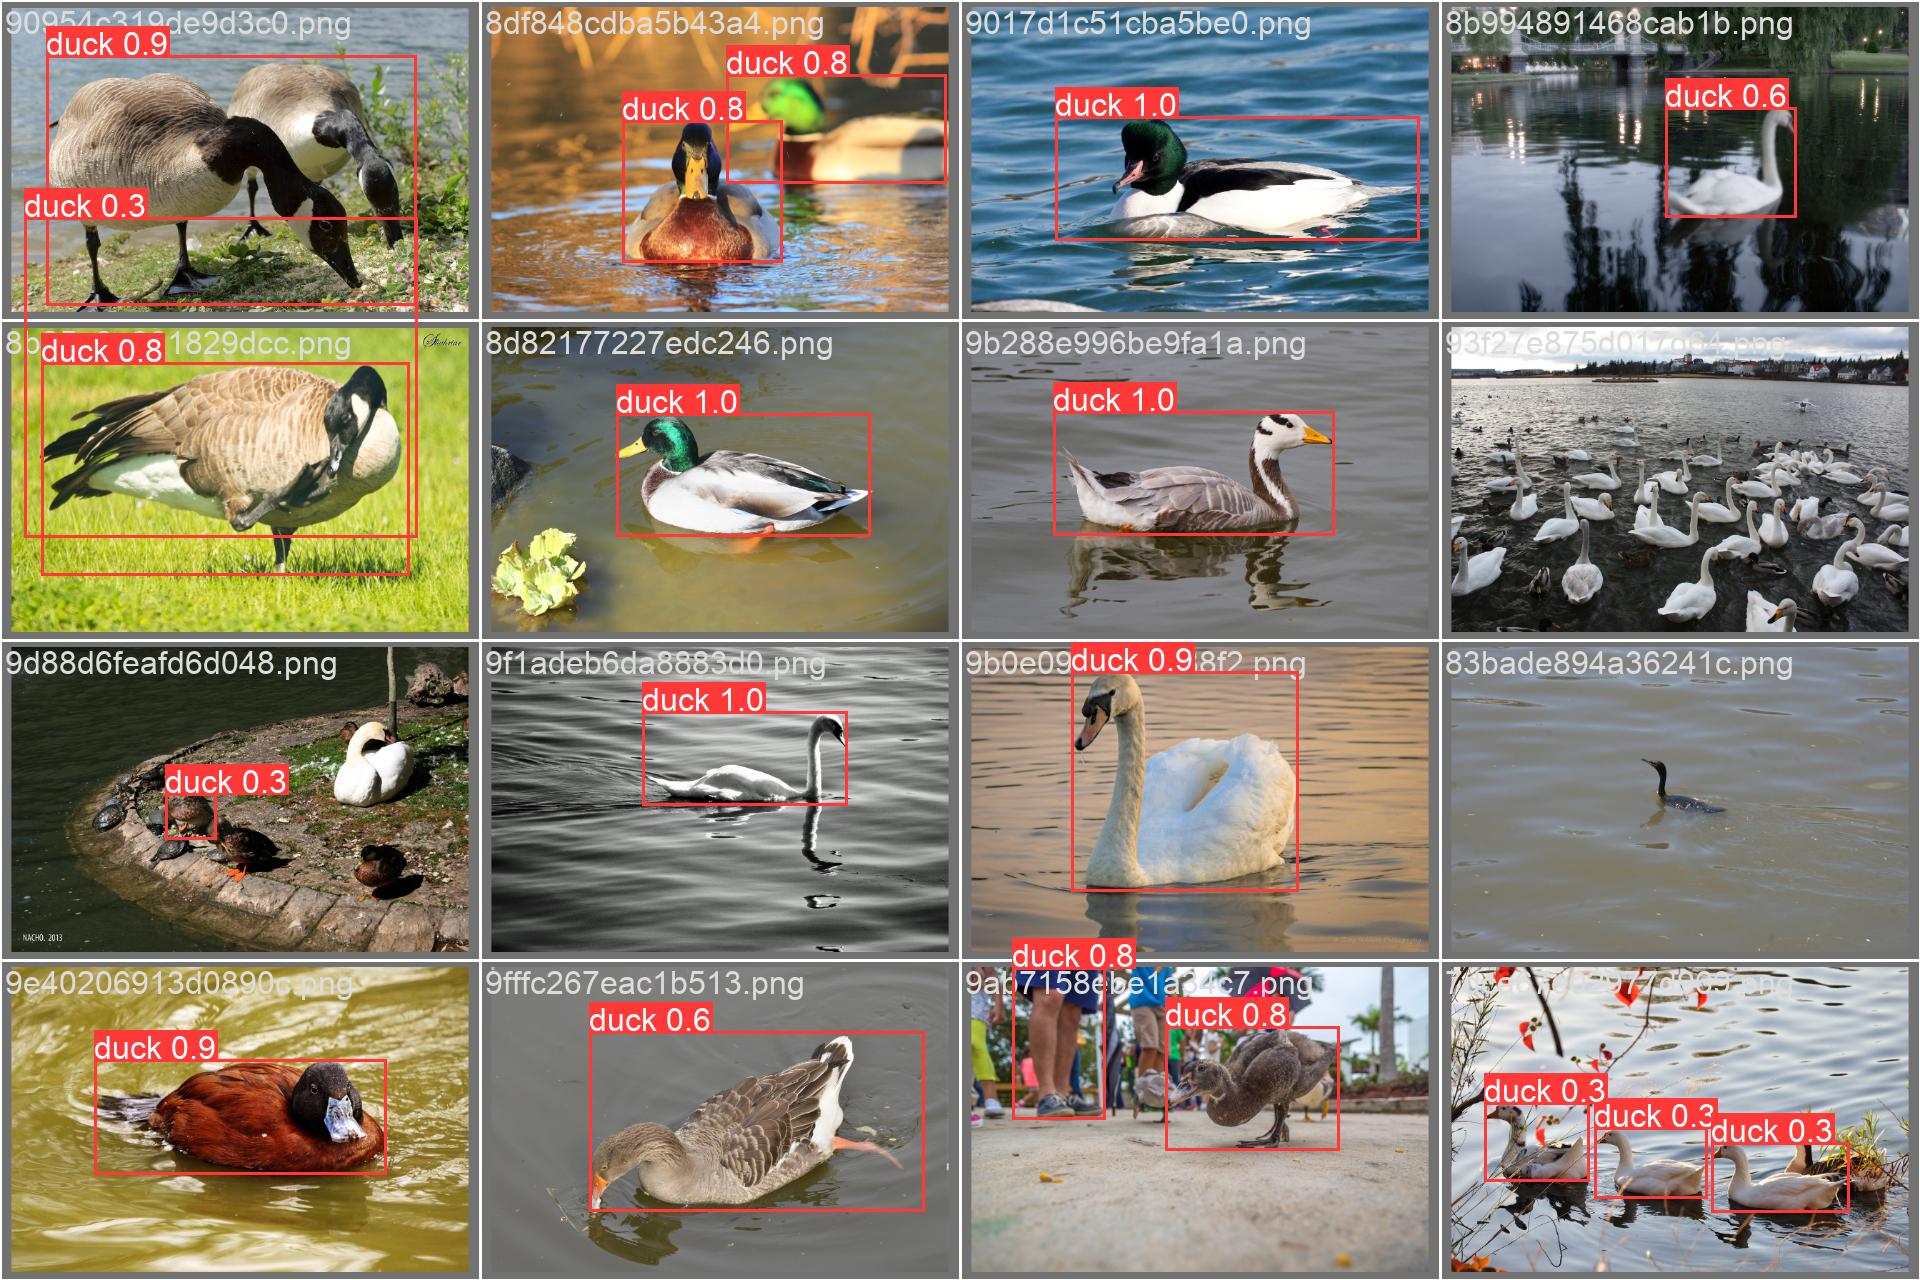 duck 0.9
8df848cdba5b43a4.png
duck 0.8
duck 0.8
9017d1c51cba5be0.png
duck 1.0
8b994891468cab1b.png
duck 0.6
duck 0.3
duck 0.8
8d82177227edc246.png
duck 1.0
9b288e996be9fa1a.png
duck 1.0
93f27e875d017d64.png
9d88d6feafd6d048.png
duck 0.3
NACHO. 2013
9f1adeb6da8883d0.png
duck 1.0
duck 0.9
83bade894a36241c.png
9e40206913d0890c.png
duck 0.9
9fffc267eac1b513.png
duck 0.6
duck 0.8
9ab7158ebe1a34c7.png
duck 0.8
duck 0.3
duck 0.3
duck 0.3